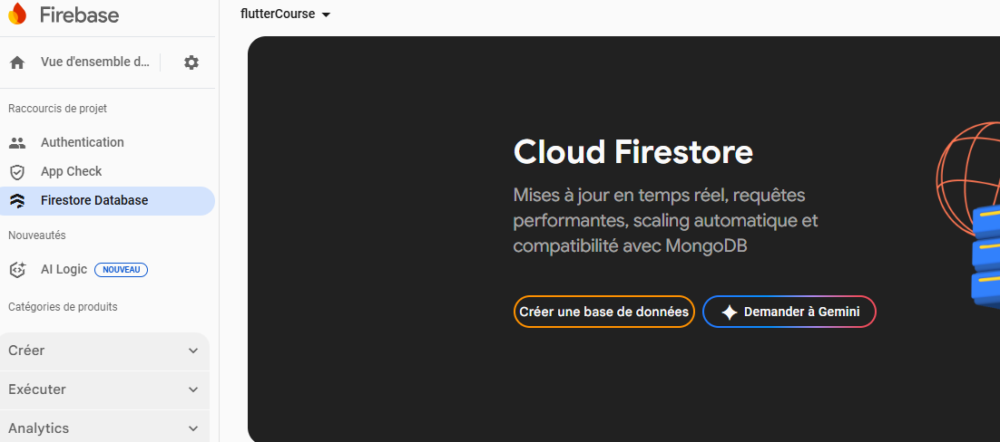 Firebase
flutterCourse
Vue d'ensemble d...
Raccourcis de projet
Authentication
App Check
Firestore Database
Nouveautés
AI Logic NOUVEAU
Catégories de produits
Créer
Exécuter
Analytics
Cloud Firestore
Mises à jour en temps réel, requêtes
performantes, scaling automatique et
compatibilité avec MongoDB
Créer une base de données
Demander à Gemini